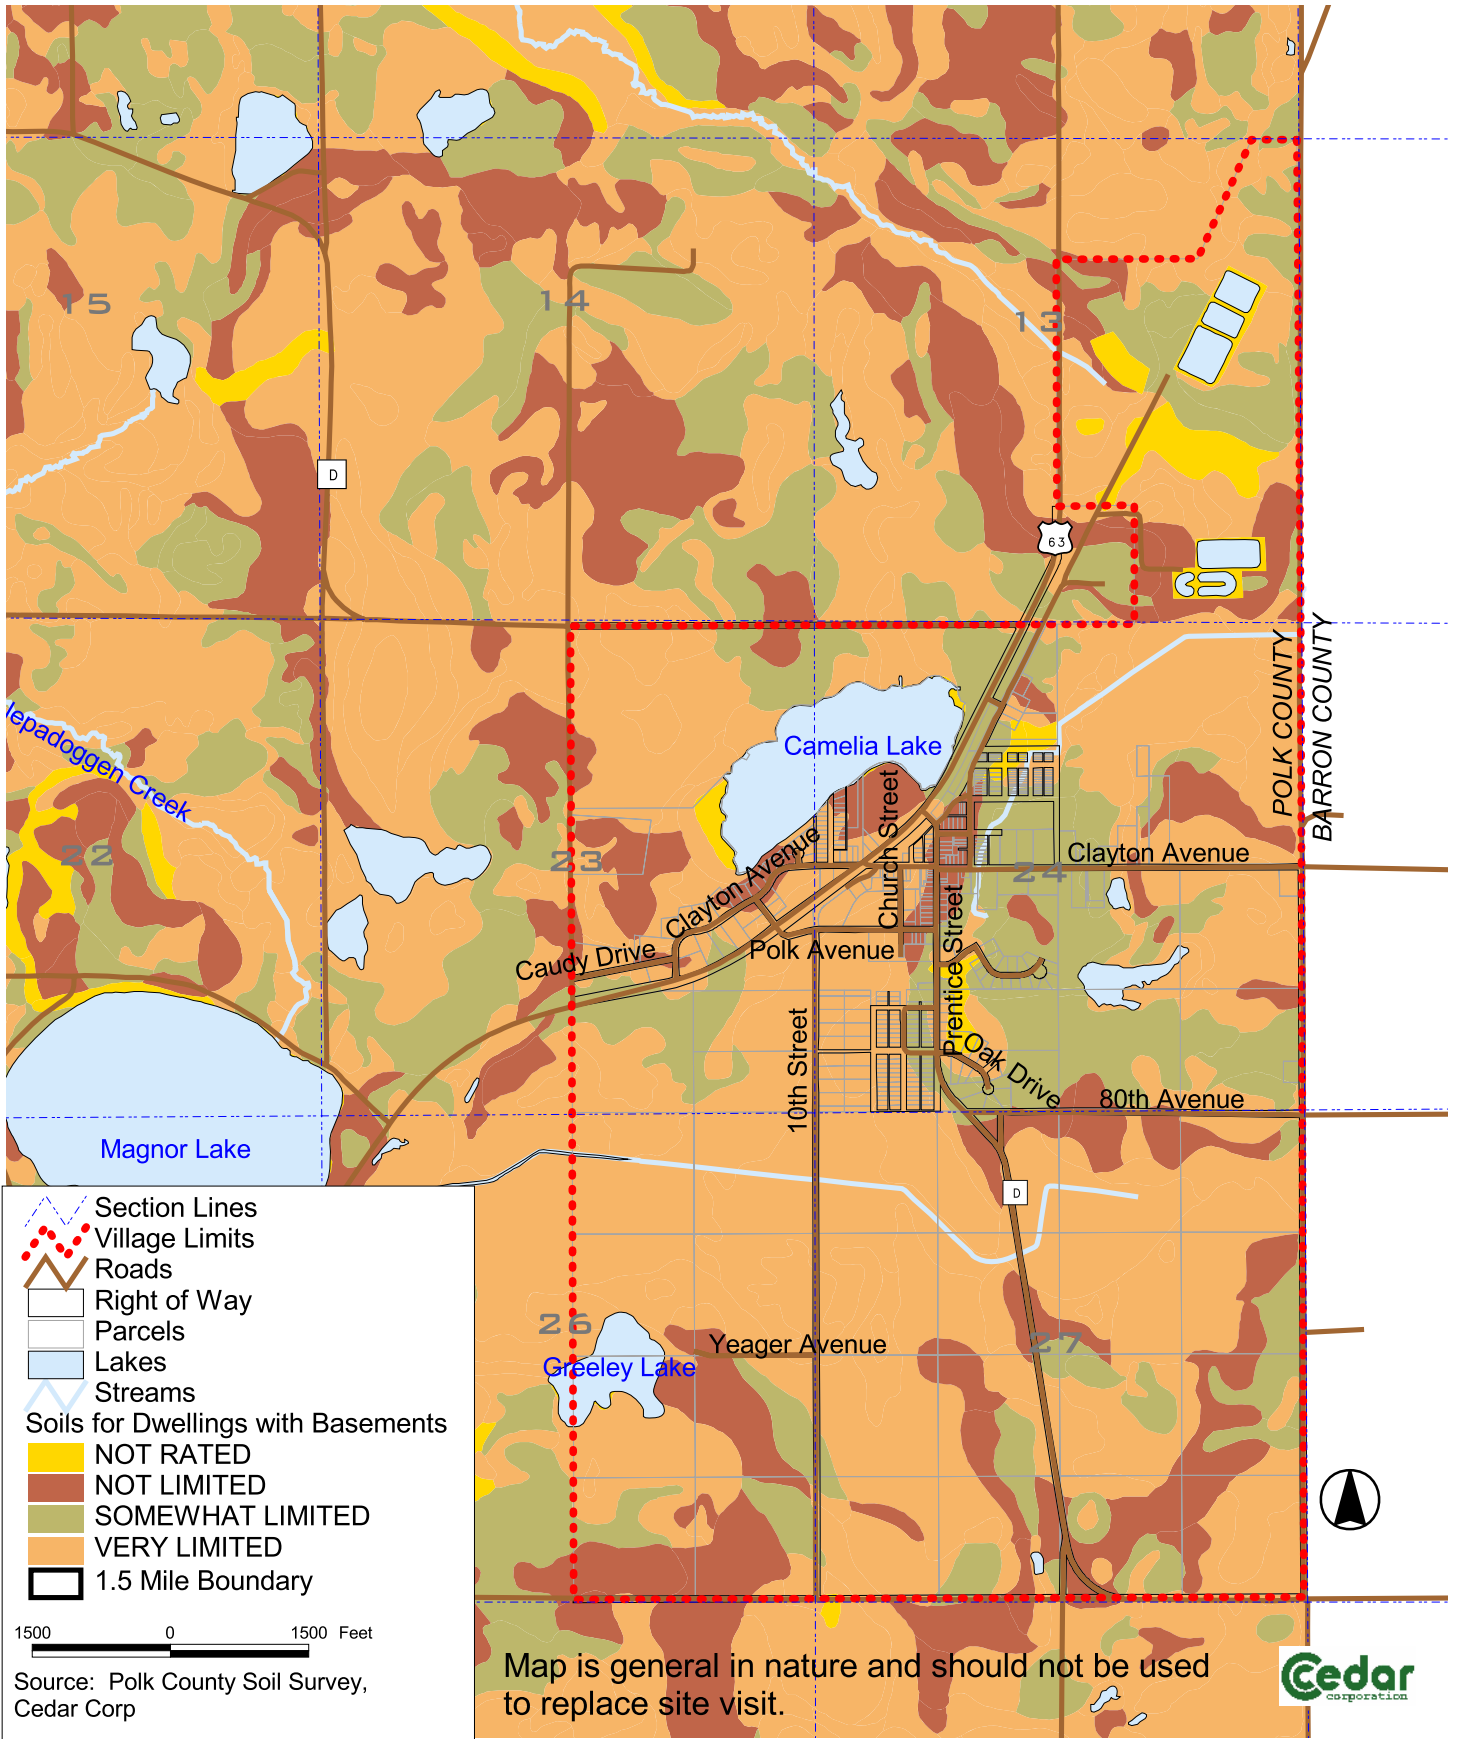 15
14
13
D
63
POLK COUNTY
BARRON COUNTY
lepadoggen Creek
Camelia Lake
22
23
24
Church Street
Clayton Avenue
Clayton Avenue
Prentice Street
Caudy Drive
Polk Avenue
10th Street
Oak Drive
80th Avenue
Magnor Lake
D
26
27
Yeager Avenue
Greeley Lake
Section Lines
Village Limits
Roads
Right of Way
Parcels
Lakes
Streams
Soils for Dwellings with Basements
NOT RATED
NOT LIMITED
SOMEWHAT LIMITED
VERY LIMITED
1.5 Mile Boundary
1500 0 1500 Feet
Source: Polk County Soil Survey,
Cedar Corp
Map is general in nature and should not be used
to replace site visit.
Cedar
corporation